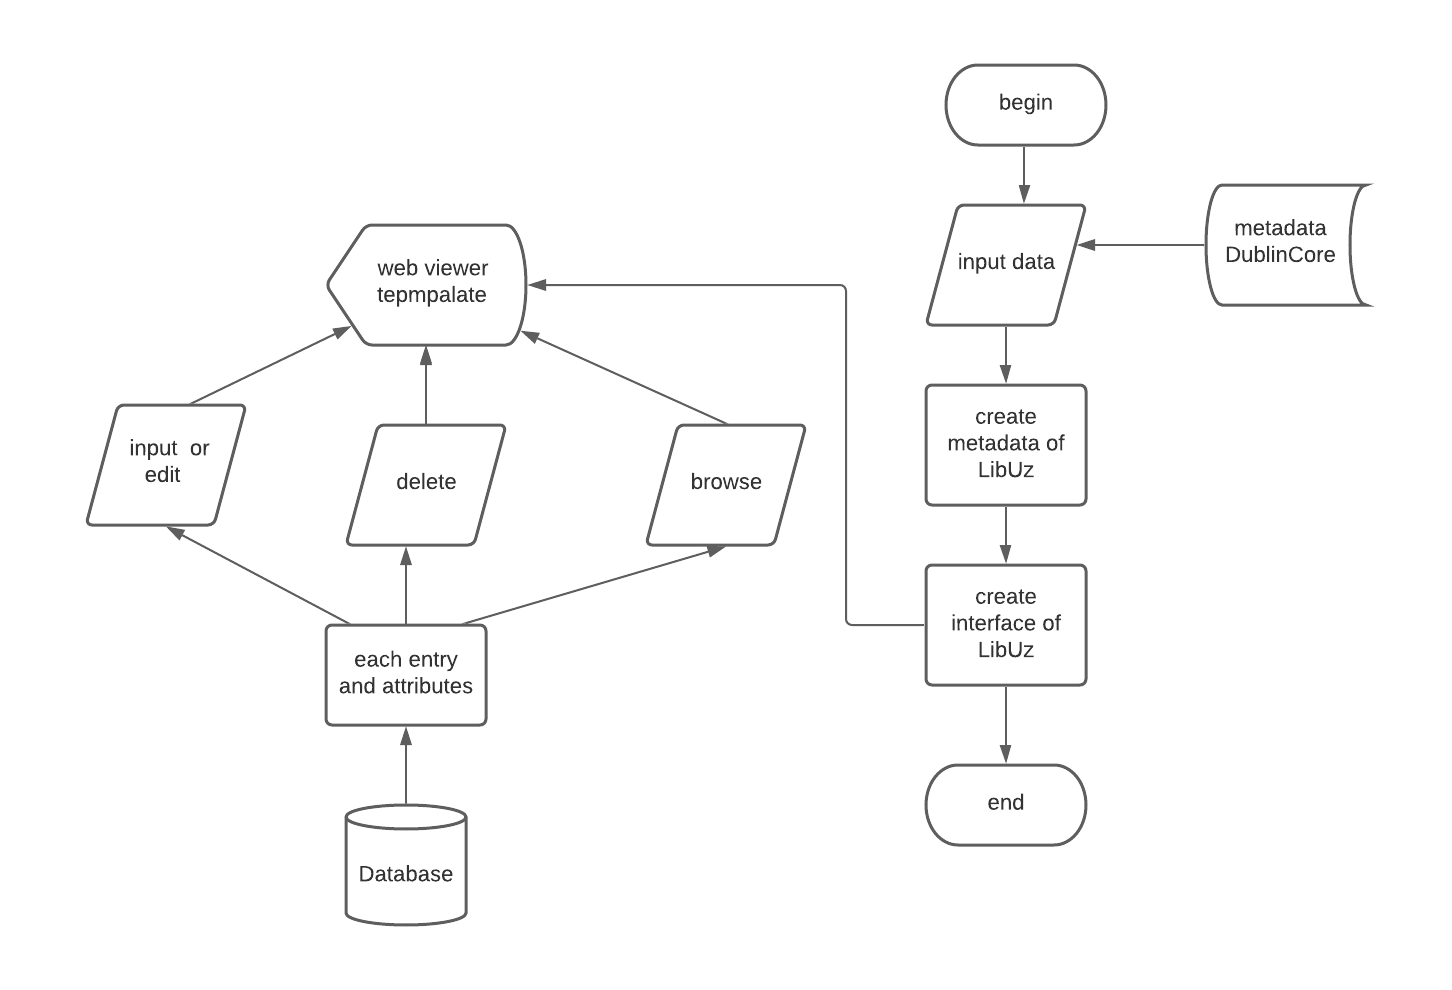 begin
input data
metadata
DublinCore
web viewer
tepmpalate
input  or
edit
delete
browse
create
metadata of
LibUz
create
interface of
LibUz
each entry
and attributes
end
Database